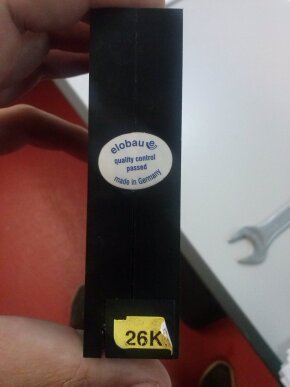 elobau
quality control
passed
made in Germany
26K